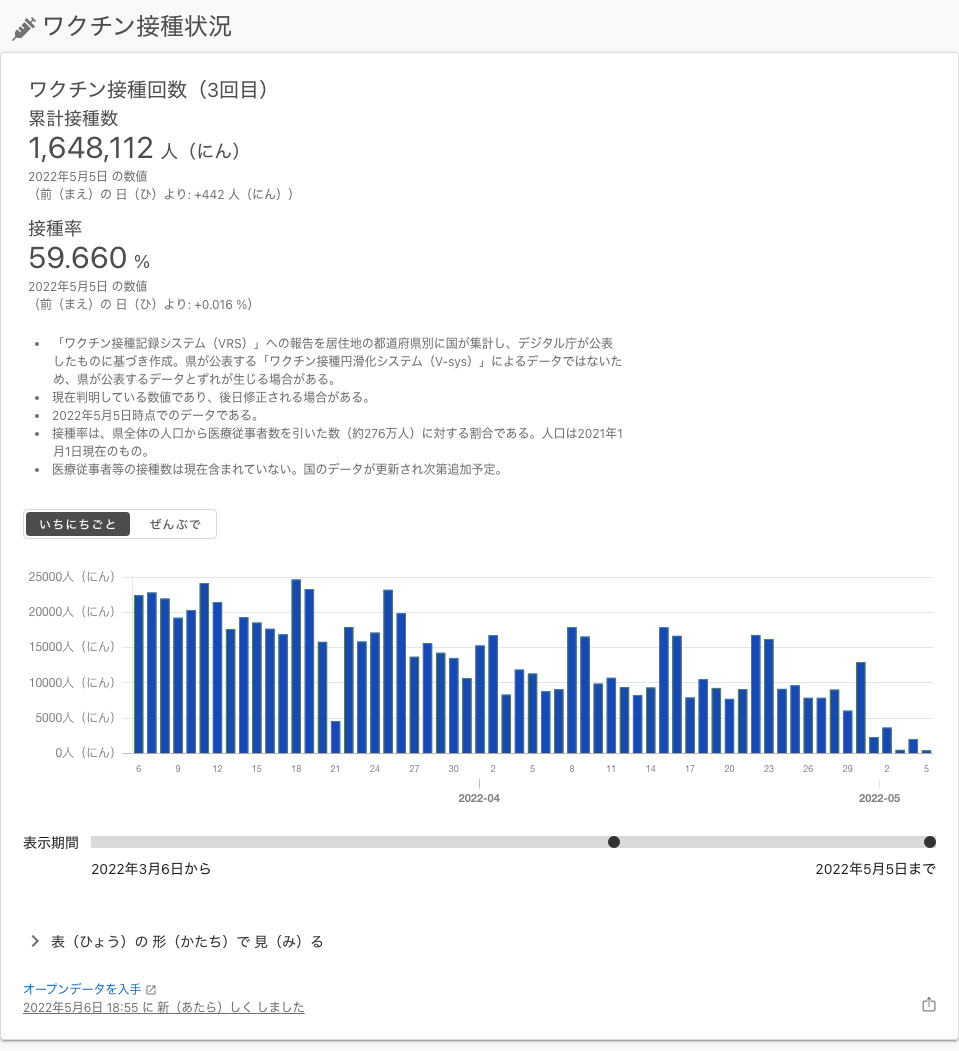 ワクチン接種状況
ワクチン接種回数（3回目）
累計接種数
1,648,112 人（にん）
2022年5月5日 の数値
（前（まえ）の 日（ひ）より: +442 人（にん））
接種率
59.660 %
2022年5月5日 の数値
（前（まえ）の 日（ひ）より: +0.016 %）
• 「ワクチン接種記録システム（VRS）」への報告を居住地の都道府県別に国が集計し、デジタル庁が公表
したものに基づき作成。県が公表する「ワクチン接種円滑化システム（V-sys）」によるデータではないた
め、県が公表するデータとずれが生じる場合がある。
• 現在判明している数値であり、後日修正される場合がある。
• 2022年5月5日時点でのデータである。
• 接種率は、県全体の人口から医療従事者数を引いた数（約276万人）に対する割合である。人口は2021年1
月1日現在のもの。
• 医療従事者等の接種数は現在含まれていない。国のデータが更新され次第追加予定。
いちにちごと ぜんぶで
25000人（にん）
20000人（にん）
15000人（にん）
10000人（にん）
5000人（にん）
0人（にん）
6 9 12 15 18 21 24 27 30 2 5 8 11 14 17 20 23 26 29 2 5
2022-04 2022-05
表示期間
2022年3月6日から 2022年5月5日まで
表（ひょう）の 形（かたち）で 見（み）る
オープンデータを入手
2022年5月6日 18:55 に 新（あたら）しく しました